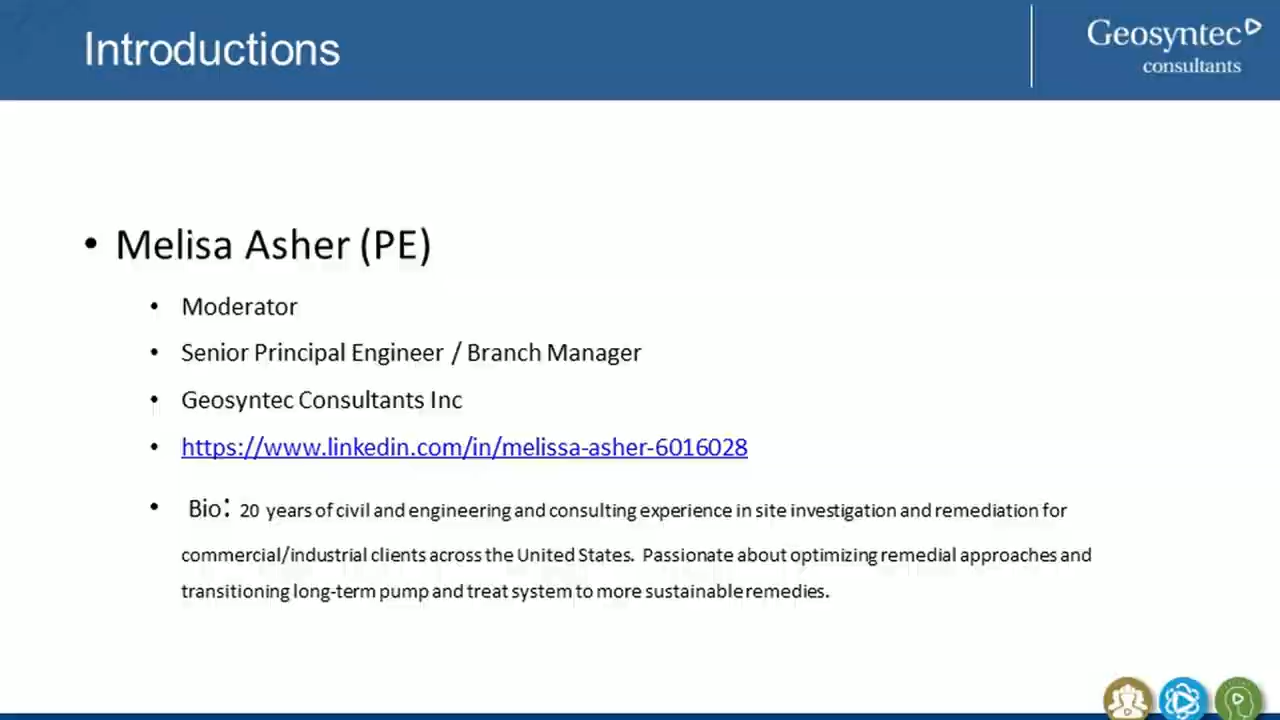 Introductions
Geosyntec
consultants
• Melisa Asher (PE)
• Moderator
• Senior Principal Engineer / Branch Manager
• Geosyntec Consultants Inc
• https://www.linkedin.com/in/melissa-asher-6016028
• Bio: 20 years of civil and engineering and consulting experience in site investigation and remediation for
commercial/industrial clients across the United States. Passionate about optimizing remedial approaches and
transitioning long-term pump and treat system to more sustainable remedies.